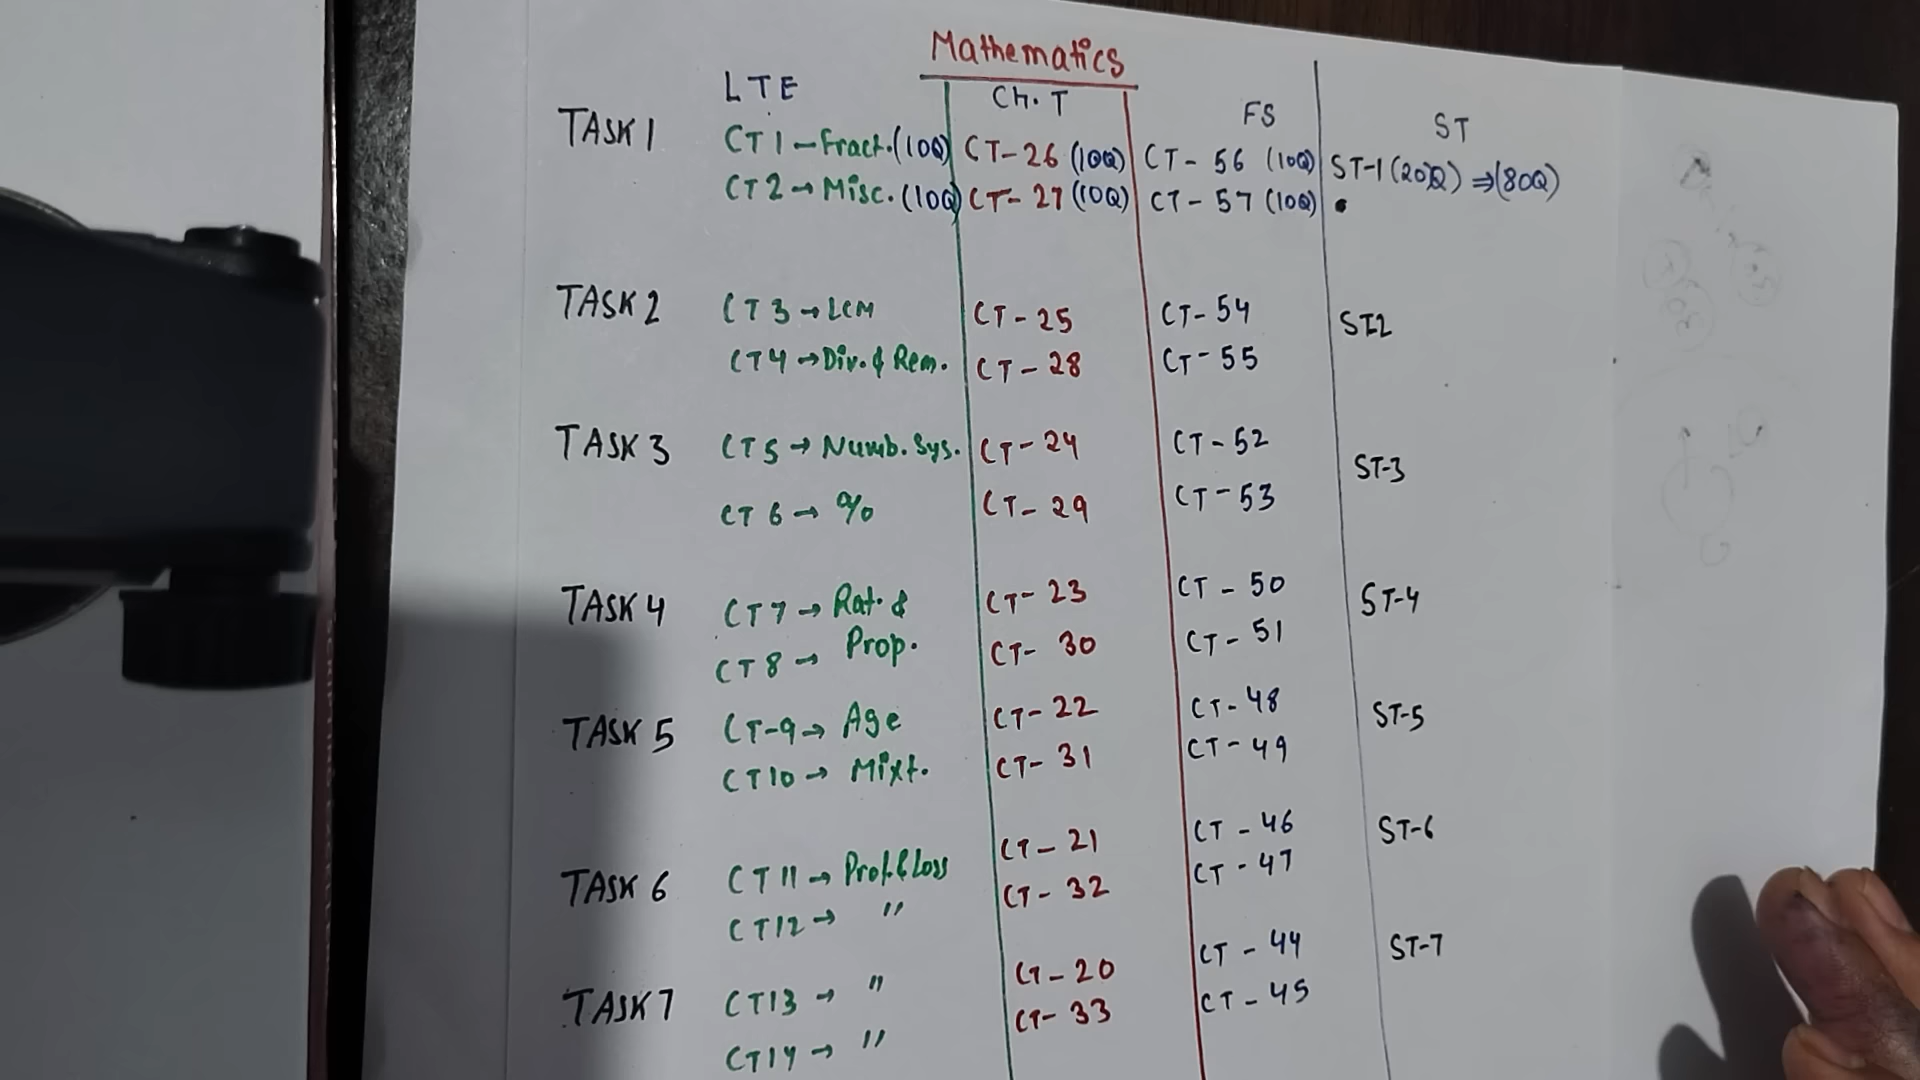 Mathematics
LTE Ch. T FS ST
TASK 1 CT 1 → Fract. (10Q) CT - 26 (10Q) CT - 56 (10Q) ST-1 (20Q) ⇒ (80Q)
CT 2 → Misc. (10Q) CT - 27 (10Q) CT - 57 (10Q)
TASK 2 CT 3 → LCM CT - 25 CT - 54 ST-2
CT 4 → Div. & Rem. CT - 28 CT - 55
TASK 3 CT 5 → Numb. Sys. CT - 24 CT - 52 ST-3
CT 6 → % CT - 29 CT - 53
TASK 4 CT 7 → Rat. & CT - 23 CT - 50 ST-4
CT 8 → Prop. CT - 30 CT - 51
TASK 5 CT-9 → Age CT - 22 CT - 48 ST-5
CT 10 → Mixt. CT - 31 CT - 49
TASK 6 CT 11 → Prof. & Loss CT - 21 CT - 46 ST-6
CT 12 → " CT - 32 CT - 47
TASK 7 CT 13 → " CT - 20 CT - 44 ST-7
CT 14 → " CT - 33 CT - 45